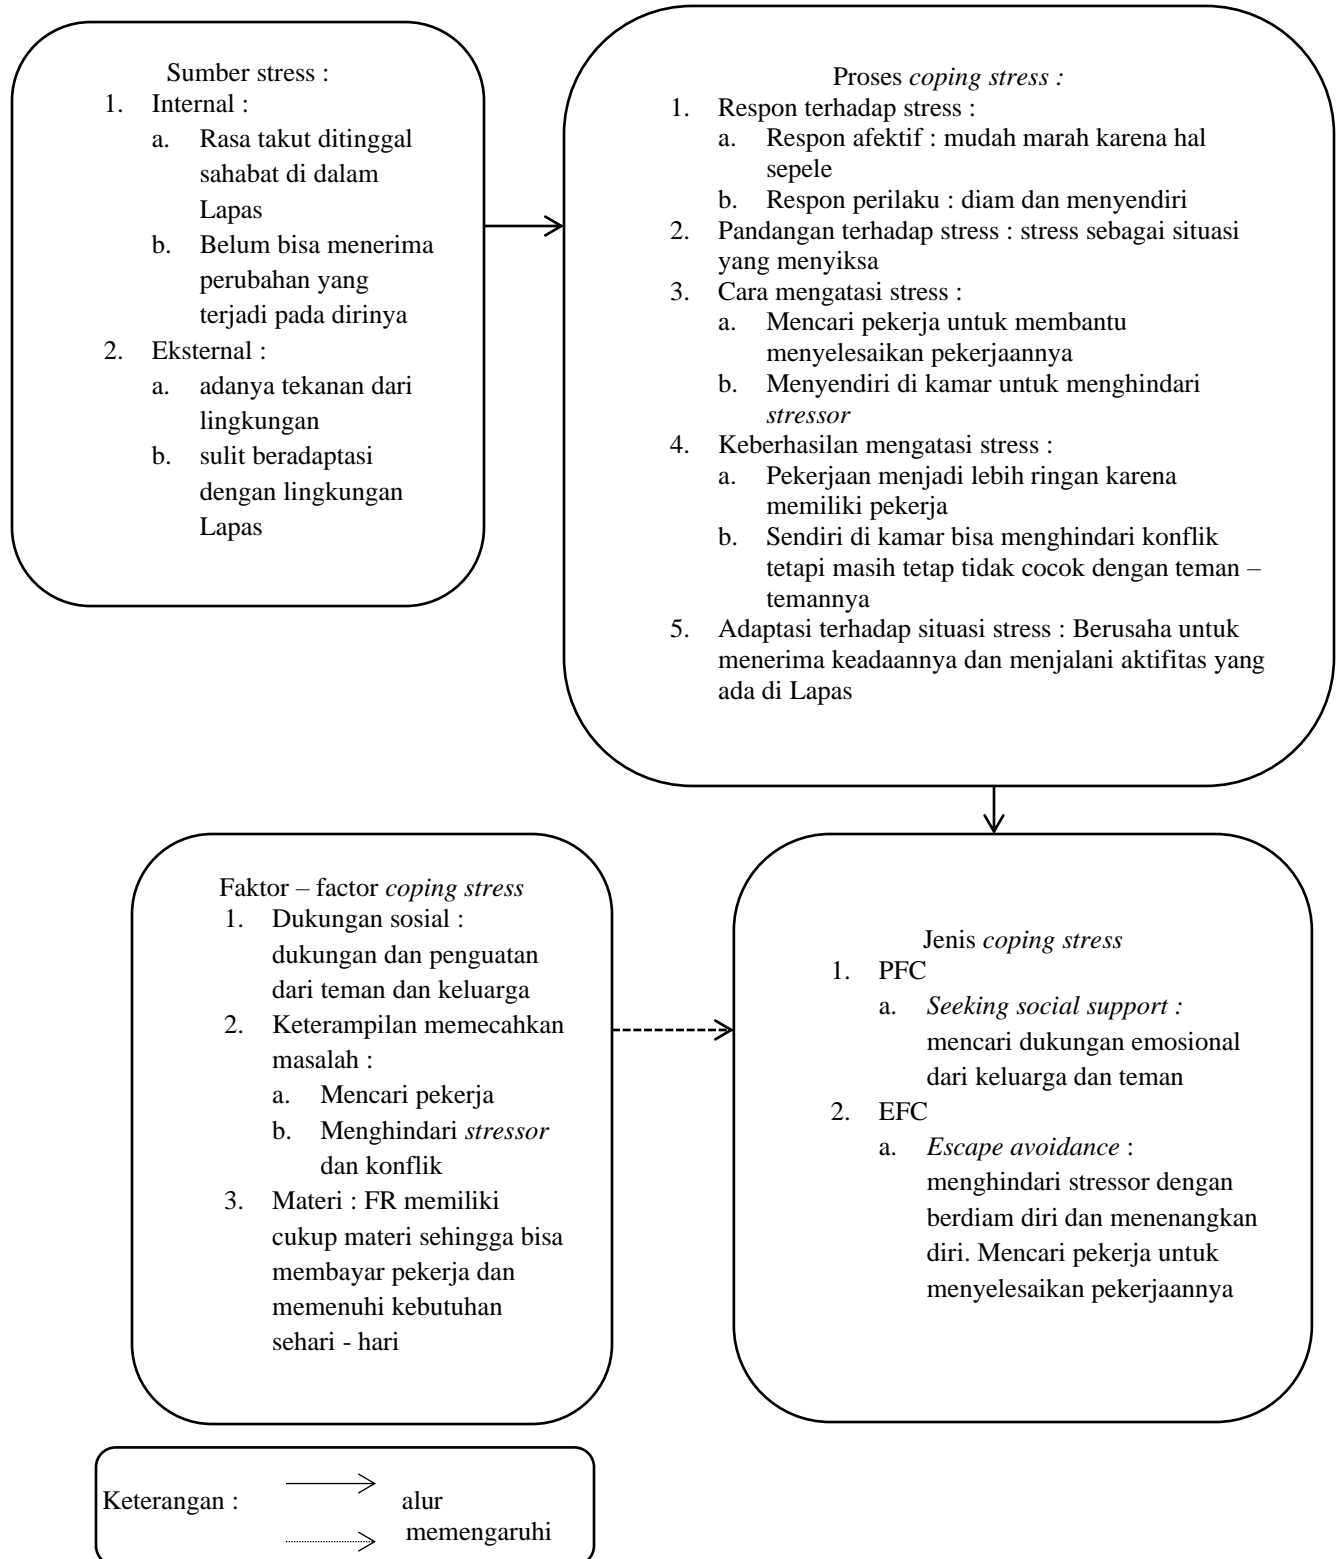 Sumber stress :
1. Internal :
a. Rasa takut ditinggal
sahabat di dalam
Lapas
b. Belum bisa menerima
perubahan yang
terjadi pada dirinya
2. Eksternal :
a. adanya tekanan dari
lingkungan
b. sulit beradaptasi
dengan lingkungan
Lapas
Proses coping stress :
1. Respon terhadap stress :
a. Respon afektif : mudah marah karena hal
sepele
b. Respon perilaku : diam dan menyendiri
2. Pandangan terhadap stress : stress sebagai situasi
yang menyiksa
3. Cara mengatasi stress :
a. Mencari pekerja untuk membantu
menyelesaikan pekerjaannya
b. Menyendiri di kamar untuk menghindari
stressor
4. Keberhasilan mengatasi stress :
a. Pekerjaan menjadi lebih ringan karena
memiliki pekerja
b. Sendiri di kamar bisa menghindari konflik
tetapi masih tetap tidak cocok dengan teman –
temannya
5. Adaptasi terhadap situasi stress : Berusaha untuk
menerima keadaannya dan menjalani aktifitas yang
ada di Lapas
Faktor – factor coping stress
1. Dukungan sosial :
dukungan dan penguatan
dari teman dan keluarga
2. Keterampilan memecahkan
masalah :
a. Mencari pekerja
b. Menghindari stressor
dan konflik
3. Materi : FR memiliki
cukup materi sehingga bisa
membayar pekerja dan
memenuhi kebutuhan
sehari - hari
Jenis coping stress
1. PFC
a. Seeking social support :
mencari dukungan emosional
dari keluarga dan teman
2. EFC
a. Escape avoidance :
menghindari stressor dengan
berdiam diri dan menenangkan
diri. Mencari pekerja untuk
menyelesaikan pekerjaannya
Keterangan : alur
memengaruhi